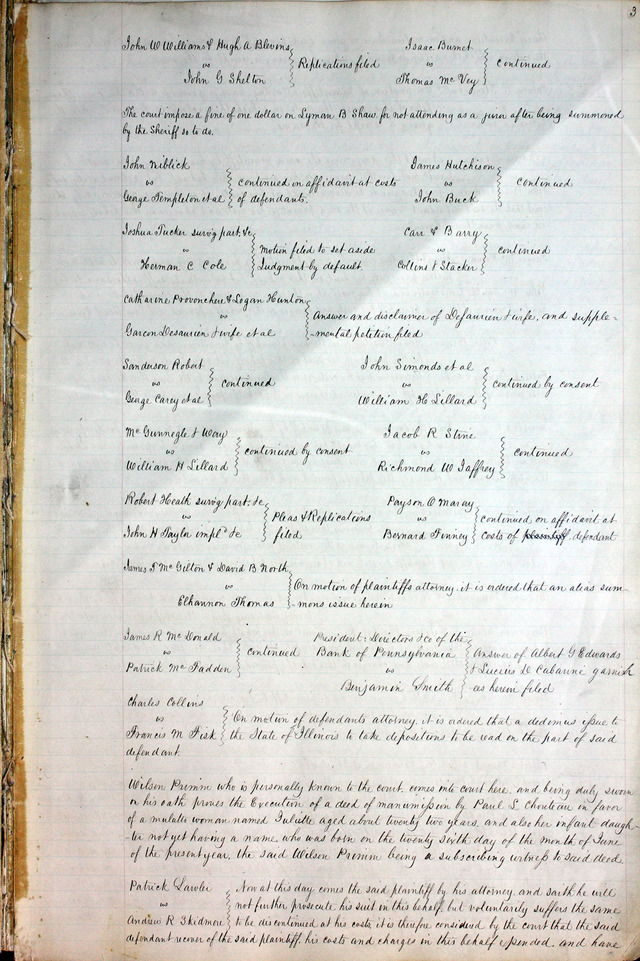 3
John W Williams & Hugh A Blevins
vs
John G Shelton
Replications filed
Isaac Burnet
vs
Thomas McVey
continued
The court impose a fine of one dollar on Lyman B Shaw for not attending as a juror after being summoned
by the Sheriff so to do.
John Niblick
vs
George Templeton et al
continued on affidavit at costs
of defendants.
James Hutchison
vs
John Buck
continued
Joshua Tucker surv'g part. &c
vs
Herman C Cole
Motion filed to set aside
Judgment by default
Carr & Barry
vs
Collins & Stacker
continued
Catharine Provenchere & Logan Hunton
vs
Garcon Desaurien & wife et al
Answer and disclaimer of Desaurien & wife, and supple=
=mental petition filed
Sanderson Robert
vs
George Carey et al
continued
John Simonds et al
vs
William H Lillard
continued by consent
McGunnegle & Way
vs
William H Lillard
continued by consent
Jacob R Stine
vs
Richmond W Jaffrey
continued
Robert Heath surv'g part. &c
vs
John H Taylor impl'd &c
Pleas & Replications
filed
Payson & Maray
vs
Bernard Finney
continued on affidavit at
costs of plaintiff defendant
James T McGilton & David B North
vs
Elhannon Thomas
On motion of plaintiffs attorney. it is ordered that an alias sum-
mons issue herein
James R McDonald
vs
Patrick McFadden
continued
President, Directors & Co of the
Bank of Pennsylvania
vs
Benjamin Smith
Answer of Albert G Edwards
& Lucius D Cabanné garnish
=es herein filed
Charles Collins
vs
Francis M Fisk
On motion of defendants attorney. it is ordered that a dedimus issue to
the State of Illinois to take depositions to be read on the part of said
defendant.
Wilson Primm who is personally known to the court, comes into court here, and being duly sworn
on his oath proves the Execution of a deed of manumission by Paul L Chouteau in favor
of a mulatto woman named Juliette aged about twenty two years, and also her infant daugh-
ter not yet having a name who was born on the twenty sixth day of the month of June
of the present year, the said Wilson Primm being a subscribing witness to said deed
Patrick Lawler
vs
Andrew R Skidmore
Now at this day comes the said plaintiff by his attorney, and saith he will
not further prosecute his suit in this behalf, but voluntarily suffers the same
to be discontinued at his costs, it is therefore considered by the court that the said
defendant recover of the said plaintiff, his costs and charges in this behalf expended, and have